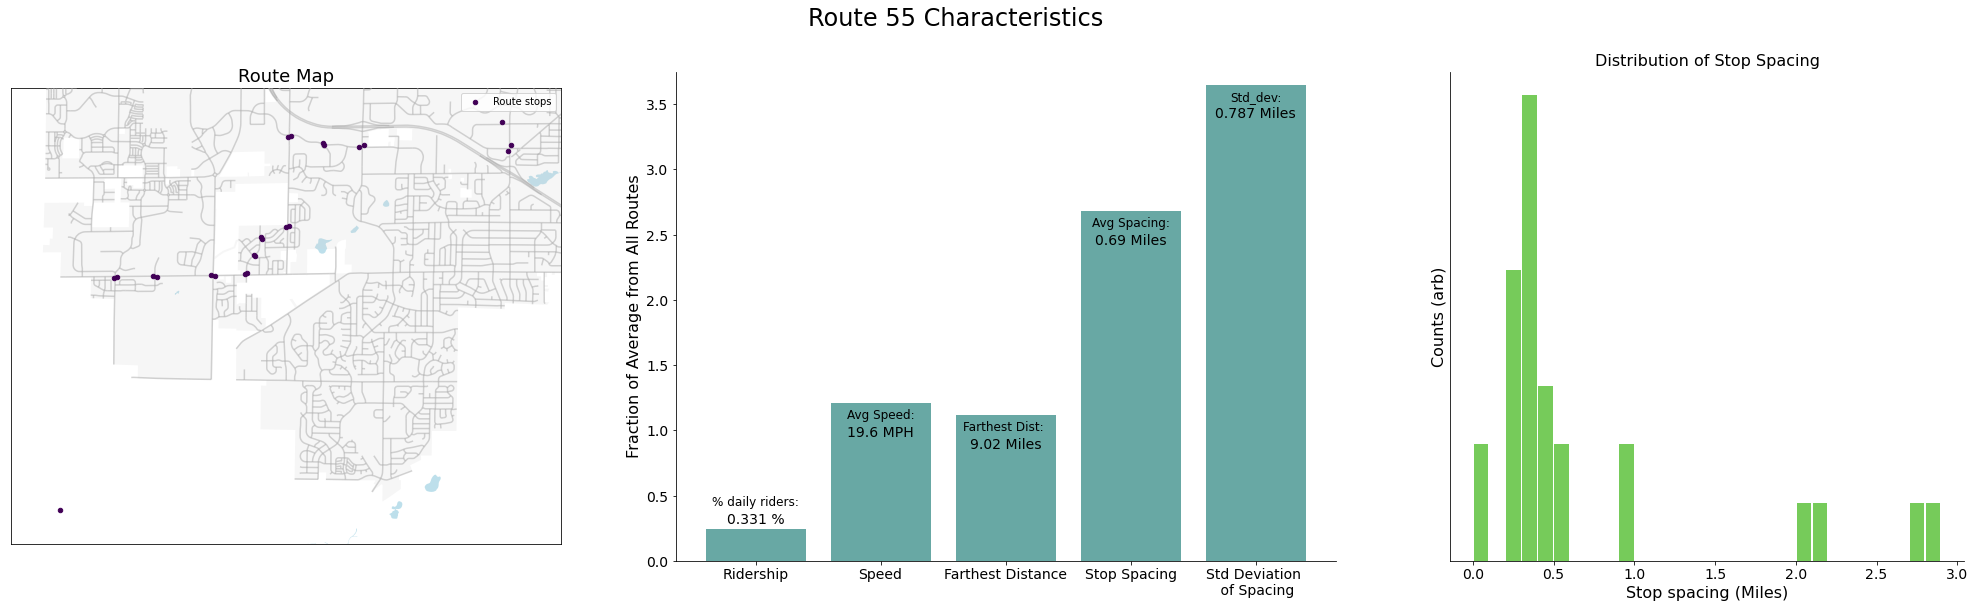 Route 55 Characteristics
Route Map
Route stops
Fraction of Average from All Routes
3.5
3.0
2.5
2.0
1.5
1.0
0.5
0.0
% daily riders:
0.331 %
Avg Speed:
19.6 MPH
Farthest Dist:
9.02 Miles
Avg Spacing:
0.69 Miles
Std_dev:
0.787 Miles
Ridership
Speed
Farthest Distance
Stop Spacing
Std Deviation
of Spacing
Distribution of Stop Spacing
Counts (arb)
0.0 0.5 1.0 1.5 2.0 2.5 3.0
Stop spacing (Miles)